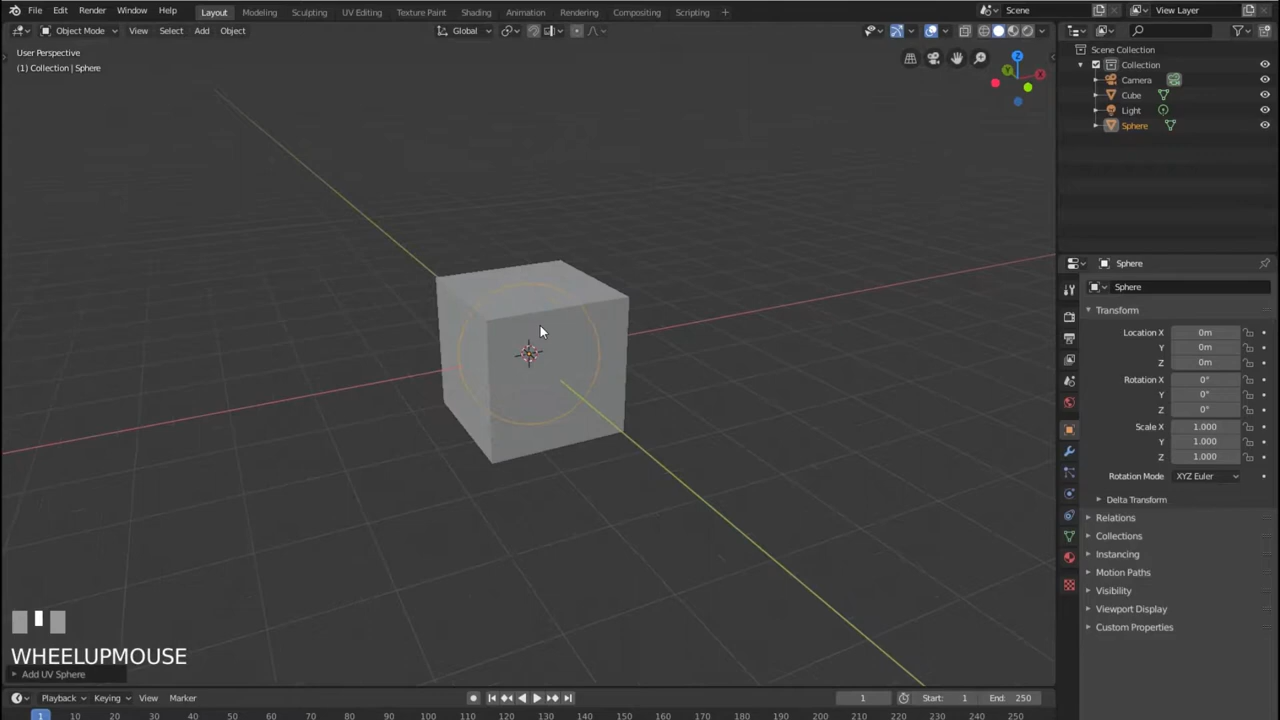 File Edit Render Window Help Layout Modeling Sculpting UV Editing Texture Paint Shading Animation Rendering Compositing Scripting + Scene View Layer
Object Mode View Select Add Object Global
User Perspective
(1) Collection | Sphere
Scene Collection
Collection
Camera
Cube
Light
Sphere
Z
Y
X
Sphere
Sphere
Transform
Location X 0m
Y 0m
Z 0m
Rotation X 0°
Y 0°
Z 0°
Scale X 1.000
Y 1.000
Z 1.000
Rotation Mode XYZ Euler
Delta Transform
Relations
Collections
Instancing
Motion Paths
Visibility
Viewport Display
Custom Properties
WHEELUPMOUSE
Add UV Sphere
Playback Keying View Marker 1 Start: 1 End: 250
1 10 20 30 40 50 60 70 80 90 100 110 120 130 140 150 160 170 180 190 200 210 220 230 240 250